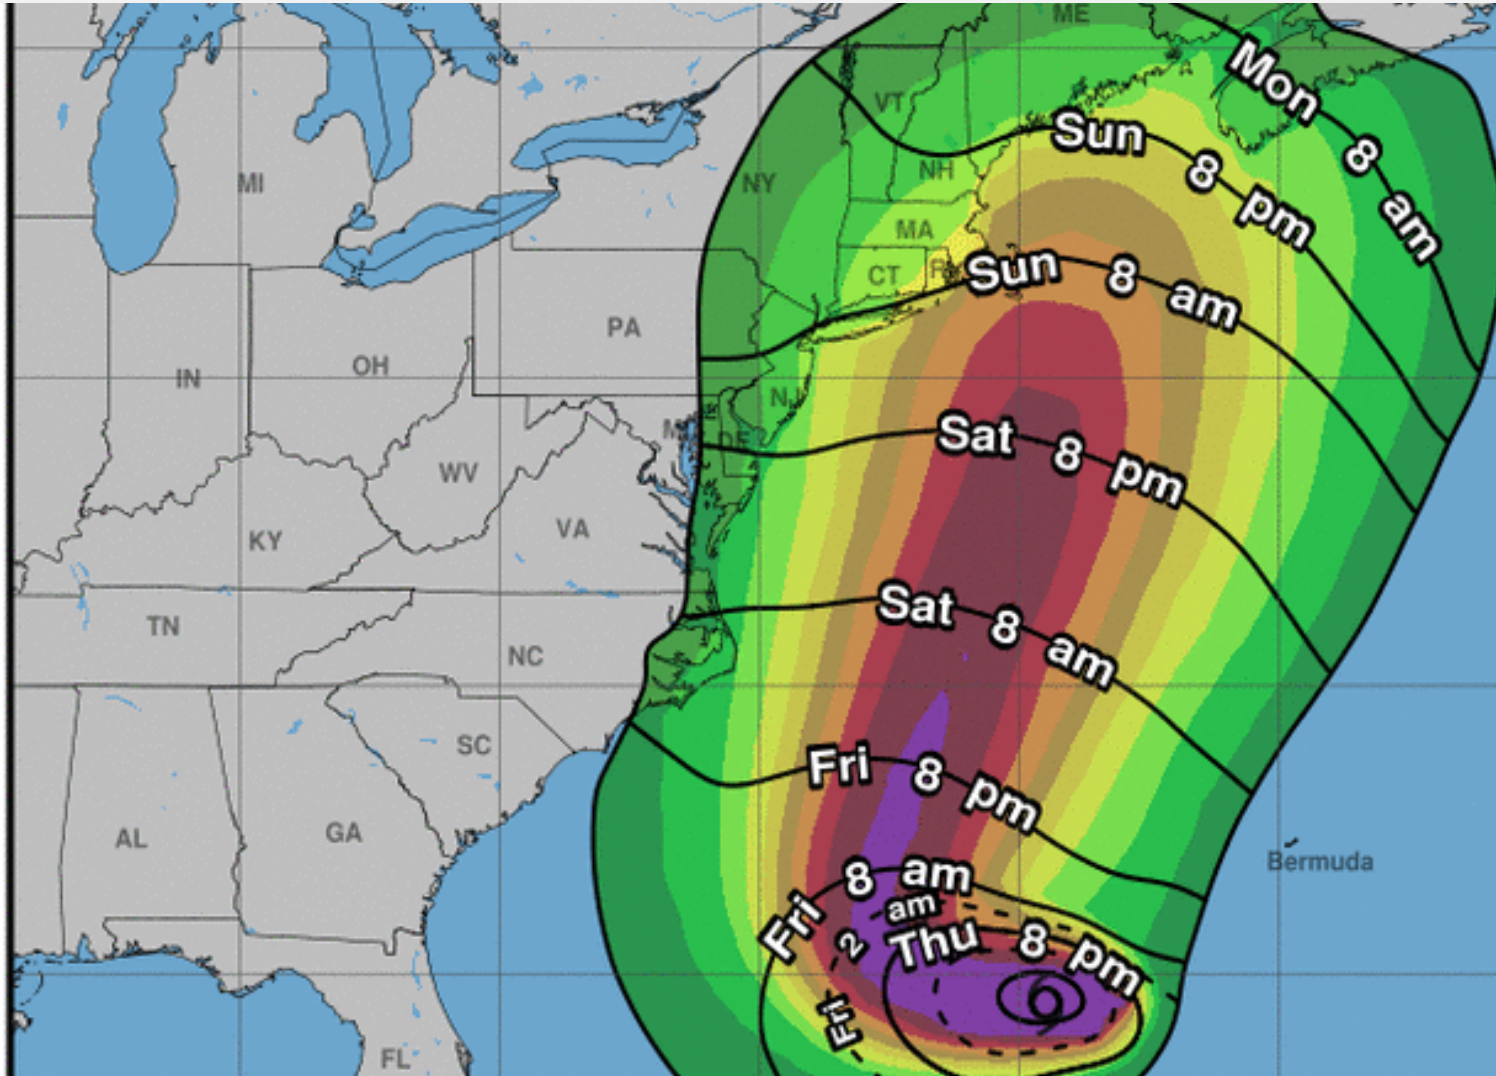 ME
Mon 8 am
VT
Sun 8 pm
MI
NY
NH
MA
CT
Sun 8 am
PA
IN
OH
NJ
Sat 8 pm
DE
WV
VA
KY
Sat 8 am
TN
NC
SC
Fri 8 pm
AL
GA
Bermuda
Fri 8 am
Fri 2 am
Thu 8 pm
FL